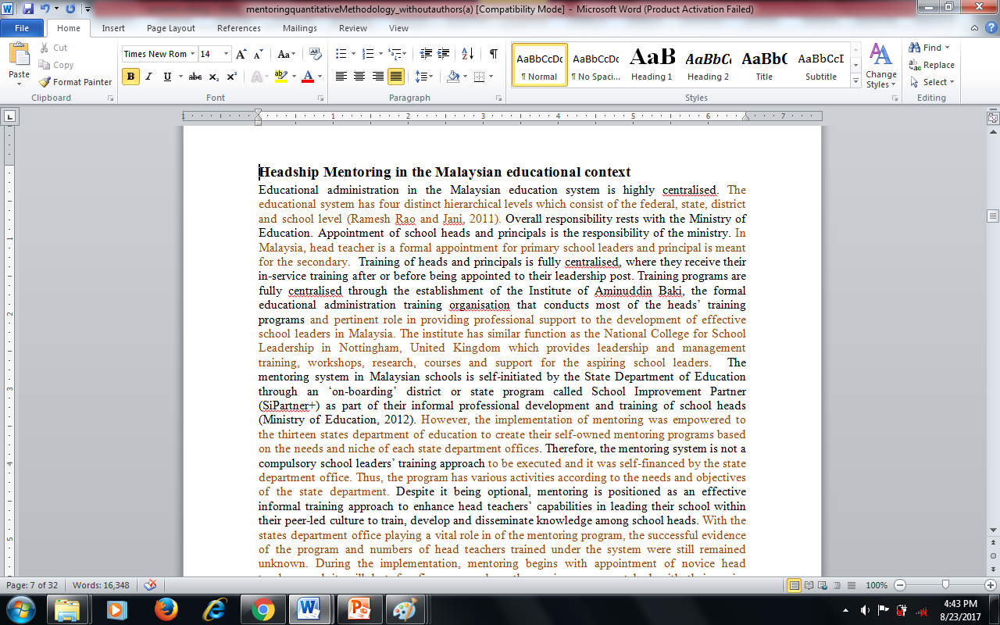 mentoringquantitativeMethodology_withoutauthors(a) [Compatibility Mode] - Microsoft Word (Product Activation Failed)
File Home Insert Page Layout References Mailings Review View
Paste
Cut
Copy
Format Painter
Clipboard
Times New Rom 14
Font
Paragraph
AaBbCcDc AaBbCcDc AaB AaBbCc AaBbC AaBbCcI
¶ Normal ¶ No Spaci... Heading 1 Heading 2 Title Subtitle
Styles
Change Styles
Find
Replace
Select
Editing
1 1 2 3 4 5 6 7
Headship Mentoring in the Malaysian educational context
Educational administration in the Malaysian education system is highly centralised. The
educational system has four distinct hierarchical levels which consist of the federal, state, district
and school level (Ramesh Rao and Jani, 2011). Overall responsibility rests with the Ministry of
Education. Appointment of school heads and principals is the responsibility of the ministry. In
Malaysia, head teacher is a formal appointment for primary school leaders and principal is meant
for the secondary. Training of heads and principals is fully centralised, where they receive their
in-service training after or before being appointed to their leadership post. Training programs are
fully centralised through the establishment of the Institute of Aminuddin Baki, the formal
educational administration training organisation that conducts most of the heads’ training
programs and pertinent role in providing professional support to the development of effective
school leaders in Malaysia. The institute has similar function as the National College for School
Leadership in Nottingham, United Kingdom which provides leadership and management
training, workshops, research, courses and support for the aspiring school leaders. The
mentoring system in Malaysian schools is self-initiated by the State Department of Education
through an ‘on-boarding’ district or state program called School Improvement Partner
(SiPartner+) as part of their informal professional development and training of school heads
(Ministry of Education, 2012). However, the implementation of mentoring was empowered to
the thirteen states department of education to create their self-owned mentoring programs based
on the needs and niche of each state department offices. Therefore, the mentoring system is not a
compulsory school leaders’ training approach to be executed and it was self-financed by the state
department office. Thus, the program has various activities according to the needs and objectives
of the state department. Despite it being optional, mentoring is positioned as an effective
informal training approach to enhance head teachers’ capabilities in leading their school within
their peer-led culture to train, develop and disseminate knowledge among school heads. With the
states department office playing a vital role in of the mentoring program, the successful evidence
of the program and numbers of head teachers trained under the system were still remained
unknown. During the implementation, mentoring begins with appointment of novice head
Page: 7 of 32 Words: 16,348 100%
4:43 PM
8/23/2017